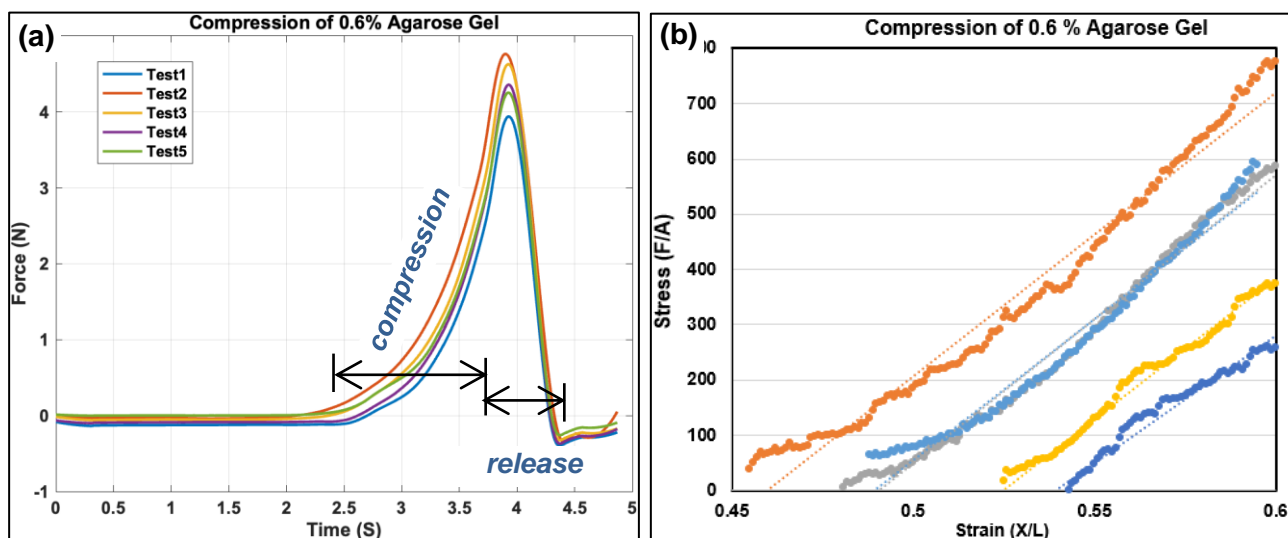 (a)
Compression of 0.6% Agarose Gel
Test1
Test2
Test3
Test4
Test5
compression
release
Force (N)
4
3
2
1
0
-1
0 0.5 1 1.5 2 2.5 3 3.5 4 4.5 5
Time (S)
(b)
Compression of 0.6 % Agarose Gel
Stress (F/A)
700
600
500
400
300
200
100
0
0.45 0.5 0.55 0.6
Strain (X/L)